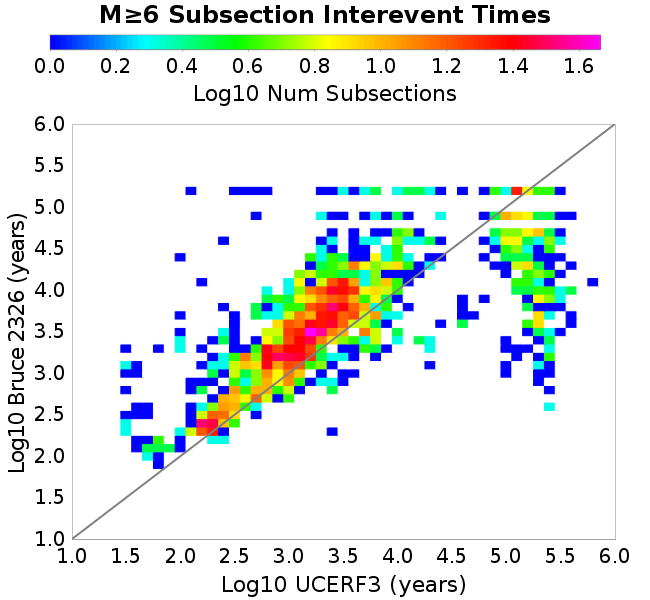 M≥6 Subsection Interevent Times
0.0 0.2 0.4 0.6 0.8 1.0 1.2 1.4 1.6
Log10 Num Subsections
6.0
5.5
5.0
4.5
4.0
3.5
3.0
2.5
2.0
1.5
1.0
Log10 Bruce 2326 (years)
1.0 1.5 2.0 2.5 3.0 3.5 4.0 4.5 5.0 5.5 6.0
Log10 UCERF3 (years)